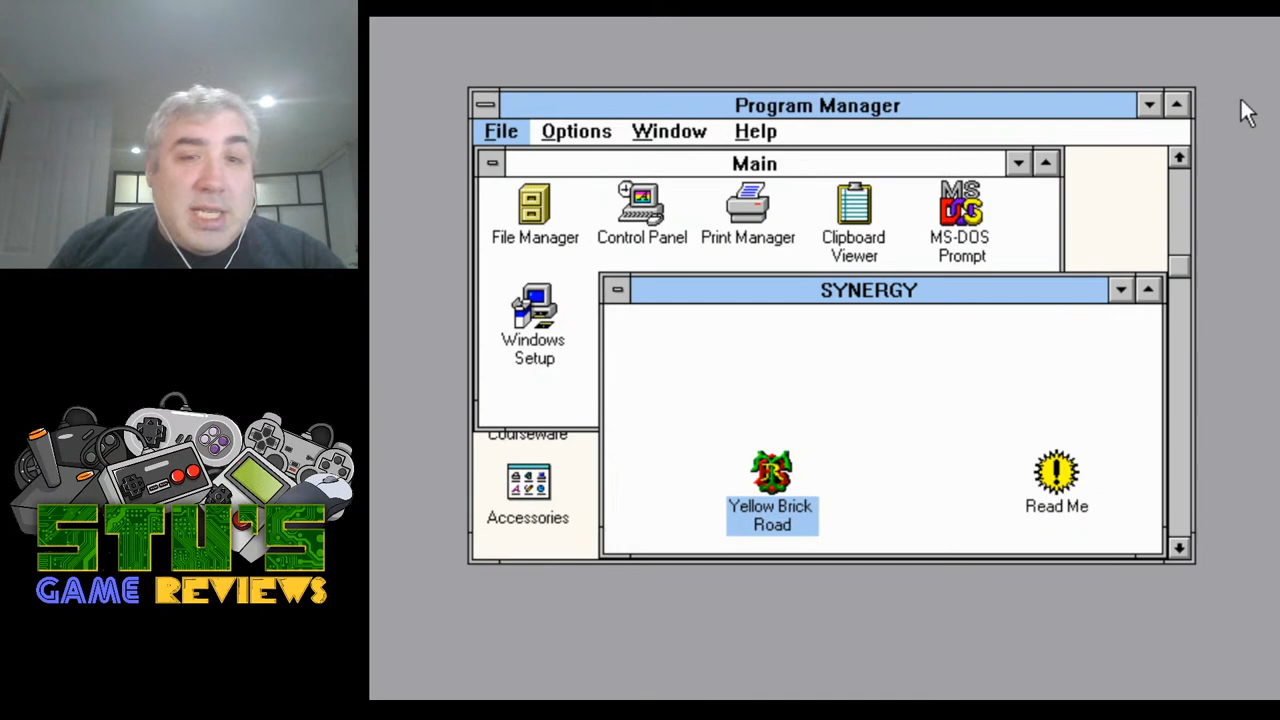 Program Manager
File Options Window Help
Main
File Manager
Control Panel
Print Manager
Clipboard
Viewer
MS
DOS
MS-DOS
Prompt
Windows
Setup
SYNERGY
Courseware
Accessories
Yellow Brick
Road
Read Me
STU'S
GAME REVIEWS